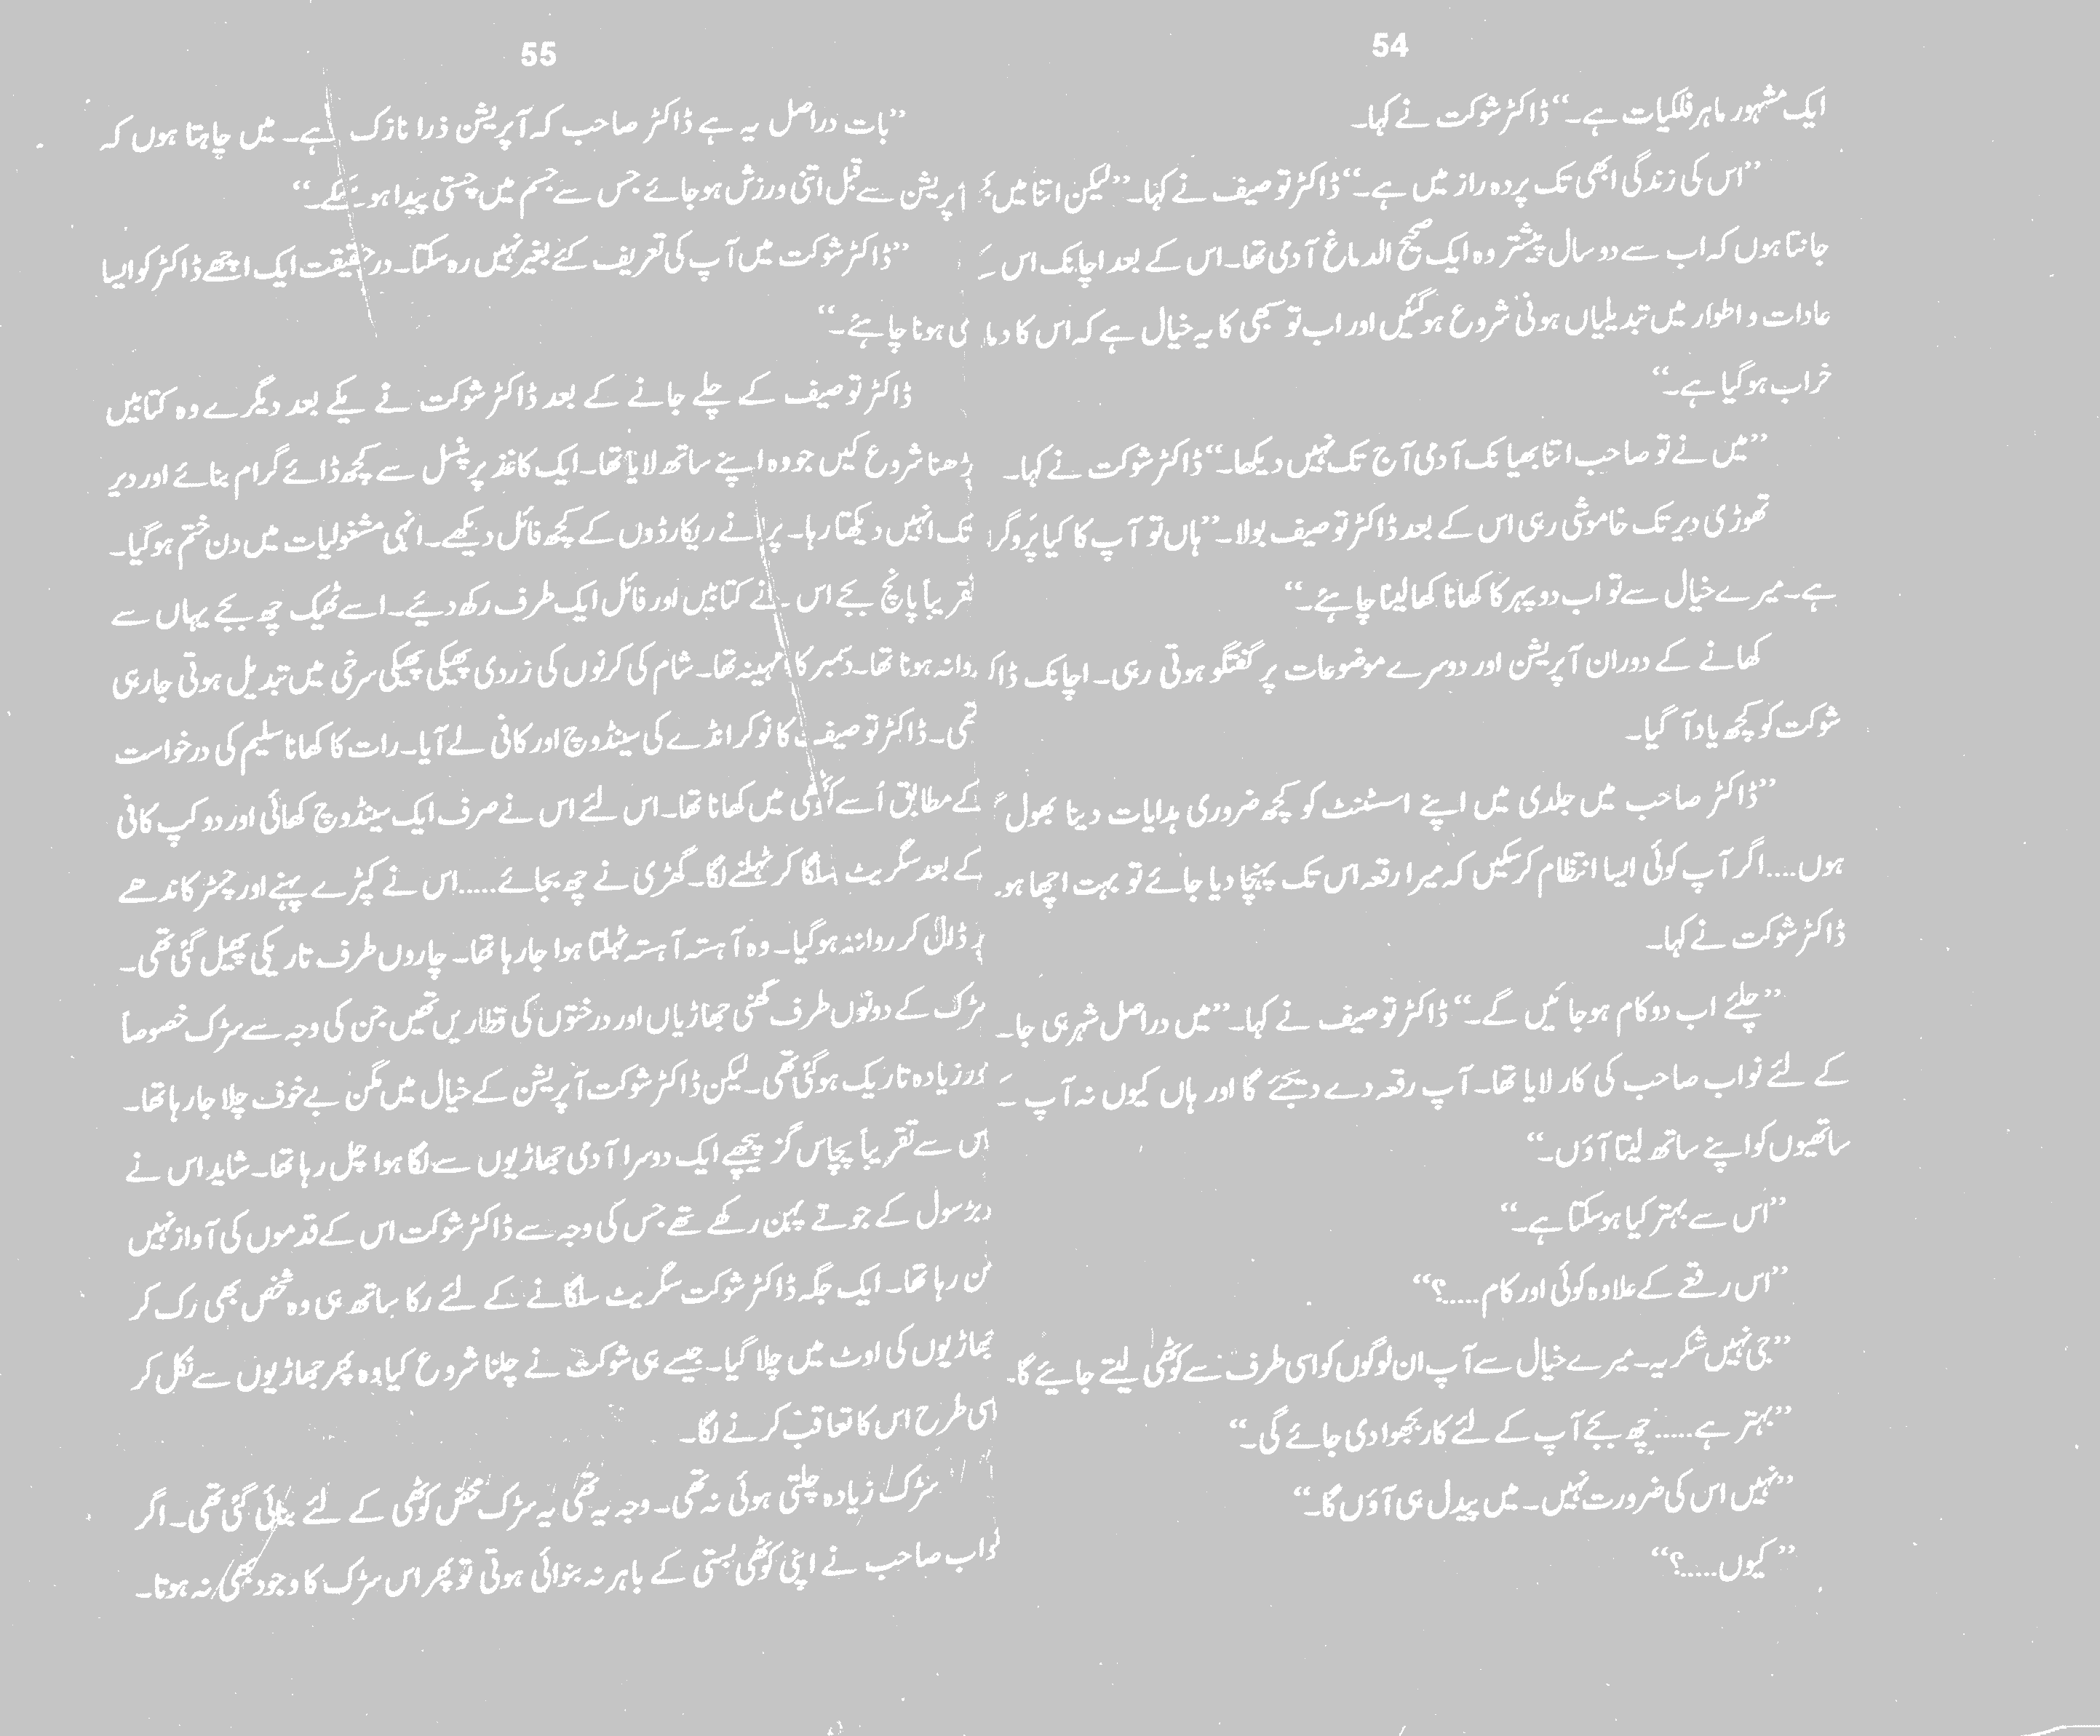 54
ایک مشہور ماہر فلکیات ہے۔“ ڈاکٹر شوکت نے کہا۔
”اس کی زندگی ابھی تک پردہ راز میں ہے۔“ ڈاکٹر توصیف نے کہا۔ ”لیکن اتنا میں
جانتا ہوں کہ اب سے دو سال پیشتر وہ ایک صحیح الدماغ آدمی تھا۔ اس کے بعد اچانک اس
عادات و اطوار میں تبدیلیاں ہونی شروع ہو گئیں اور اب تو سبھی کا یہ خیال ہے کہ اس کا دما
خراب ہو گیا ہے۔“
”میں نے تو صاحب اتنا بھیانک آدمی آج تک نہیں دیکھا۔“ ڈاکٹر شوکت نے کہا۔
تھوڑی دیر تک خاموشی رہی اس کے بعد ڈاکٹر توصیف بولا۔ ”ہاں تو آپ کا کیا پروگرا
ہے۔ میرے خیال سے تو اب دوپہر کا کھانا کھا لینا چاہئے۔“
کھانے کے دوران آپریشن اور دوسرے موضوعات پر گفتگو ہوتی رہی۔ اچانک ڈاکٹر
شوکت کو کچھ یاد آ گیا۔
”ڈاکٹر صاحب میں جلدی میں اپنے اسسٹنٹ کو کچھ ضروری ہدایات دینا بھول
ہوں.... اگر آپ کوئی ایسا انتظام کر سکیں کہ میرا رقعہ اس تک پہنچا دیا جائے تو بہت اچھا ہو۔
ڈاکٹر شوکت نے کہا۔
”چلئے اب دو کام ہو جائیں گے۔“ ڈاکٹر توصیف نے کہا۔ ”میں دراصل شہر ہی جا
کے لئے نواب صاحب کی کار لایا تھا۔ آپ رقعہ دے دیجئے گا اور ہاں کیوں نہ آپ
ساتھیوں کو اپنے ساتھ لیتا آؤں۔“
”اس سے بہتر کیا ہو سکتا ہے۔“
”اس رقعے کے علاوہ کوئی اور کام......؟“
”جی نہیں شکریہ۔ میرے خیال سے آپ ان لوگوں کو اسی طرف سے کوٹھی لیتے جایئے گا۔
”بہتر ہے...... چھ بجے آپ کے لئے کار بھجوا دی جائے گی۔“
”نہیں اس کی ضرورت نہیں۔ میں پیدل ہی آؤں گا۔“
”کیوں......؟“
55
”بات دراصل یہ ہے ڈاکٹر صاحب کہ آپریشن ذرا نازک ہے۔ میں چاہتا ہوں کہ
آپریشن سے قبل اتنی ورزش ہو جائے جس سے جسم میں چستی پیدا ہو سکے۔“
”ڈاکٹر شوکت میں آپ کی تعریف کئے بغیر نہیں رہ سکتا۔ در حقیقت ایک اچھے ڈاکٹر کو ایسا
ہی ہونا چاہئے۔“
ڈاکٹر توصیف کے چلے جانے کے بعد ڈاکٹر شوکت نے یکے بعد دیگرے وہ کتابیں
پڑھنا شروع کیں جو وہ اپنے ساتھ لایا تھا۔ ایک کاغذ پر پنسل سے کچھ ڈائے گرام بنائے اور دیر
تک انہیں دیکھتا رہا۔ پرانے ریکارڈوں کے کچھ فائل دیکھے۔ انہی مشغولیات میں دن ختم ہو گیا۔
تقریباً پانچ بجے اس نے کتابیں اور فائل ایک طرف رکھ دیئے۔ اسے ٹھیک چھ بجے یہاں سے
روانہ ہونا تھا۔ دسمبر کا مہینہ تھا۔ شام کی کرنوں کی زردی پھیکی پھیکی سرخی میں تبدیل ہوتی جا رہی
تھی۔ ڈاکٹر توصیف کا نوکر انڈے کی سینڈوچ اور کافی لے آیا۔ رات کا کھانا سلیم کی درخواست
کے مطابق اُسے کوٹھی میں کھانا تھا۔ اس لئے اس نے صرف ایک سینڈوچ کھائی اور دو کپ کافی
کے بعد سگریٹ سلگا کر ٹہلنے لگا۔ گھڑی نے چھ بجائے...... اس نے کپڑے پہنے اور چسٹر کاندھے
پر ڈال کر روانہ ہو گیا۔ وہ آہستہ آہستہ ٹہلتا ہوا جا رہا تھا۔ چاروں طرف تاریکی پھیل گئی تھی۔
سڑک کے دونوں طرف گھنی جھاڑیاں اور درختوں کی قطاریں تھیں جن کی وجہ سے سڑک خصوصاً
اور زیادہ تاریک ہو گئی تھی۔ لیکن ڈاکٹر شوکت آپریشن کے خیال میں مگن بے خوف چلا جا رہا تھا۔
اس سے تقریباً پچاس گز پیچھے ایک دوسرا آدمی جھاڑیوں سے لگا ہوا چل رہا تھا۔ شاید اس نے
ربڑ سول کے جوتے پہن رکھے تھے جس کی وجہ سے ڈاکٹر شوکت اس کے قدموں کی آواز نہیں
سن رہا تھا۔ ایک جگہ ڈاکٹر شوکت سگریٹ سلگانے کے لئے رکا ساتھ ہی وہ شخص بھی رک کر
جھاڑیوں کی اوٹ میں چلا گیا۔ جیسے ہی شوکت نے چلنا شروع کیا وہ پھر جھاڑیوں سے نکل کر
اسی طرح اس کا تعاقب کرنے لگا۔
سڑک زیادہ چلتی ہوئی نہ تھی۔ وجہ یہ تھی یہ سڑک محض کوٹھی کے لئے بنائی گئی تھی۔ اگر
نواب صاحب نے اپنی کوٹھی بستی کے باہر نہ بنوائی ہوتی تو پھر اس سڑک کا وجود بھی نہ ہوتا۔